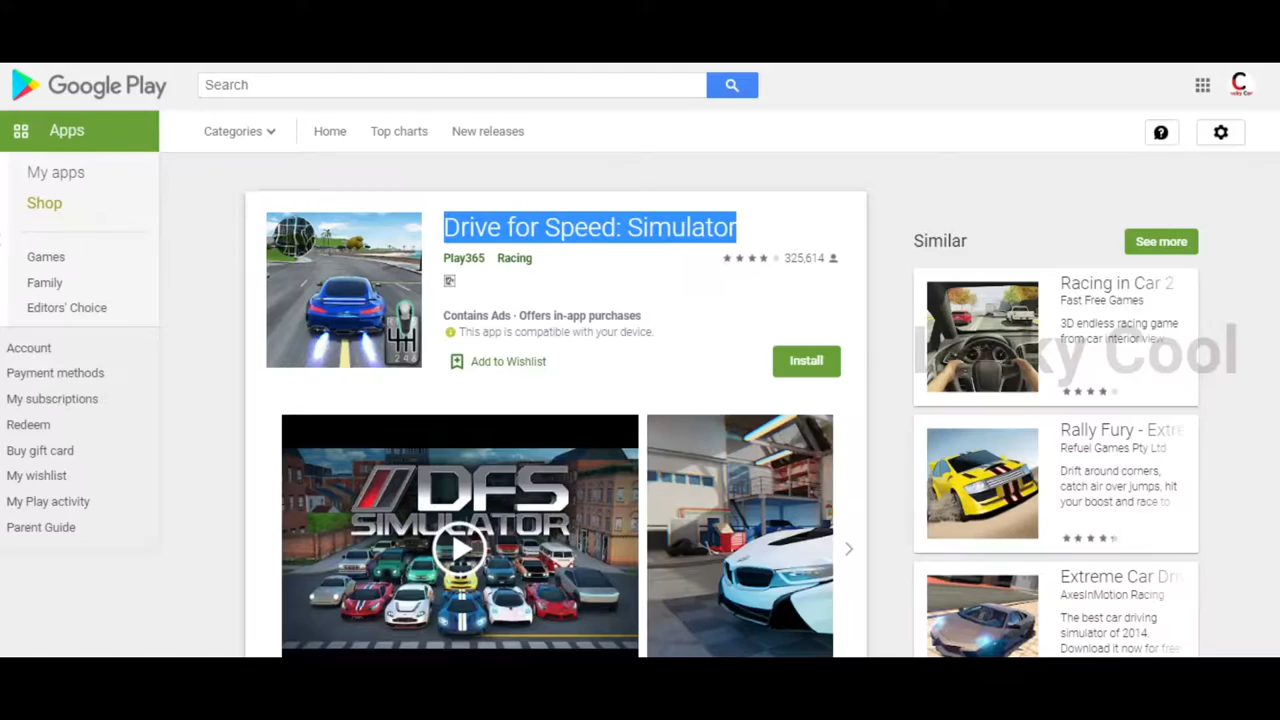 Google Play
Search
Apps
Categories
Home
Top charts
New releases
My apps
Shop
Games
Family
Editors' Choice
Account
Payment methods
My subscriptions
Redeem
Buy gift card
My wishlist
My Play activity
Parent Guide
Drive for Speed: Simulator
Play365 Racing
325,614
Contains Ads · Offers in-app purchases
This app is compatible with your device.
Add to Wishlist
Install
DFS
SIMULATOR
Similar
See more
Racing in Car 2
Fast Free Games
3D endless racing game
from car interior view.
Cool
Rally Fury - Extre
Refuel Games Pty Ltd
Drift around corners,
catch air over jumps, hit
your boost and race to
Extreme Car Dri
AxesInMotion Racing
The best car driving
simulator of 2014.
Download it now for free